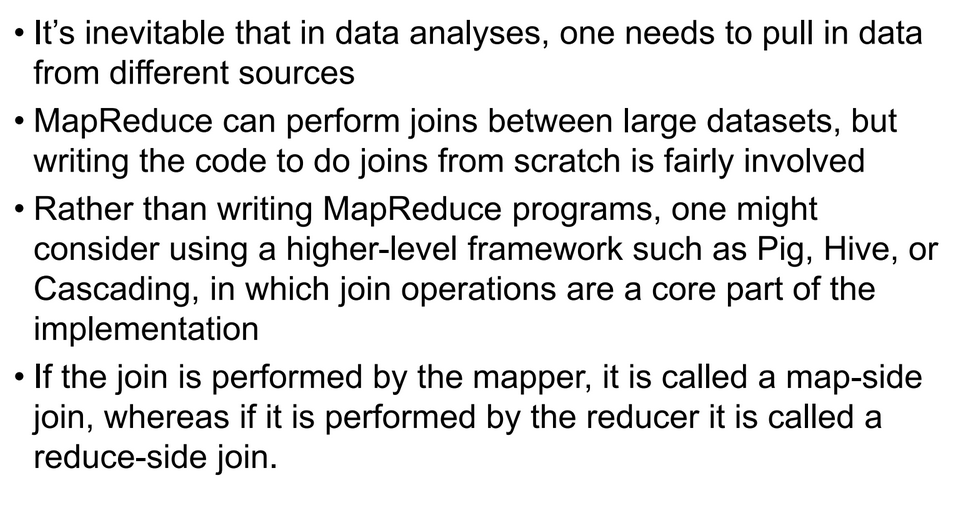 • It’s inevitable that in data analyses, one needs to pull in data
from different sources
• MapReduce can perform joins between large datasets, but
writing the code to do joins from scratch is fairly involved
• Rather than writing MapReduce programs, one might
consider using a higher-level framework such as Pig, Hive, or
Cascading, in which join operations are a core part of the
implementation
• If the join is performed by the mapper, it is called a map-side
join, whereas if it is performed by the reducer it is called a
reduce-side join.